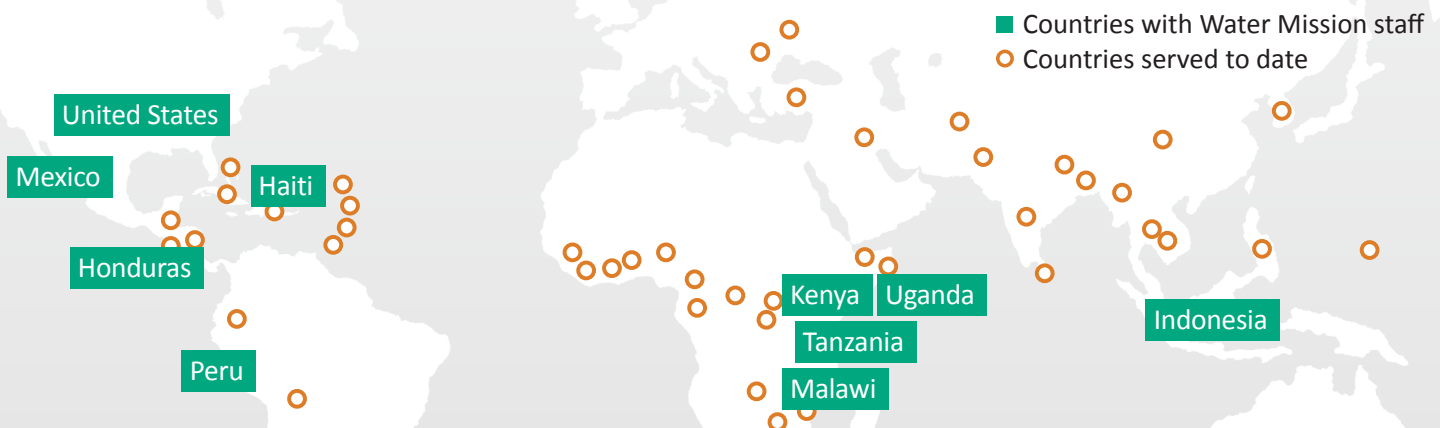 Countries with Water Mission staff
Countries served to date
United States
Mexico
Haiti
Honduras
Kenya
Uganda
Indonesia
Tanzania
Peru
Malawi